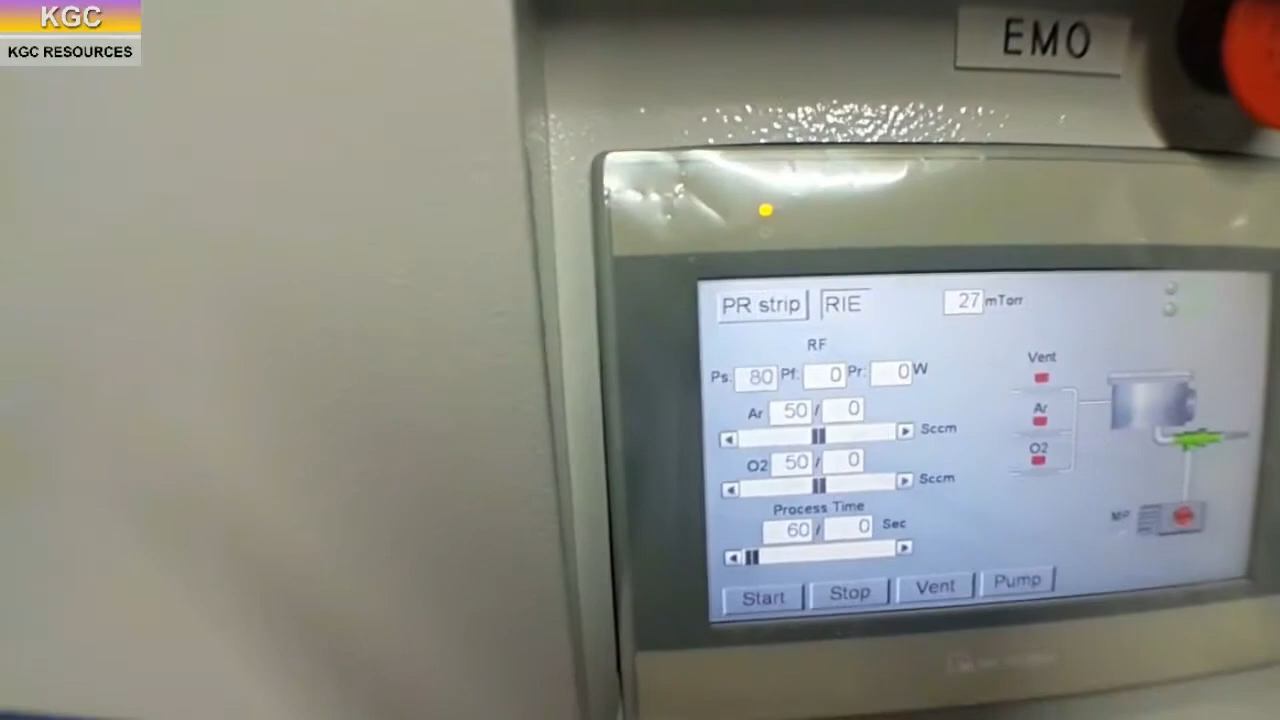 KGC
KGC RESOURCES
EMO
PR strip RIE 27 mTorr
RF
Ps: 80 Pf: 0 Pr: 0 W
Ar 50 / 0
Sccm
O2 50 / 0
Sccm
Process Time
60 / 0 Sec
Start Stop Vent Pump
Vent
Ar
O2
MP